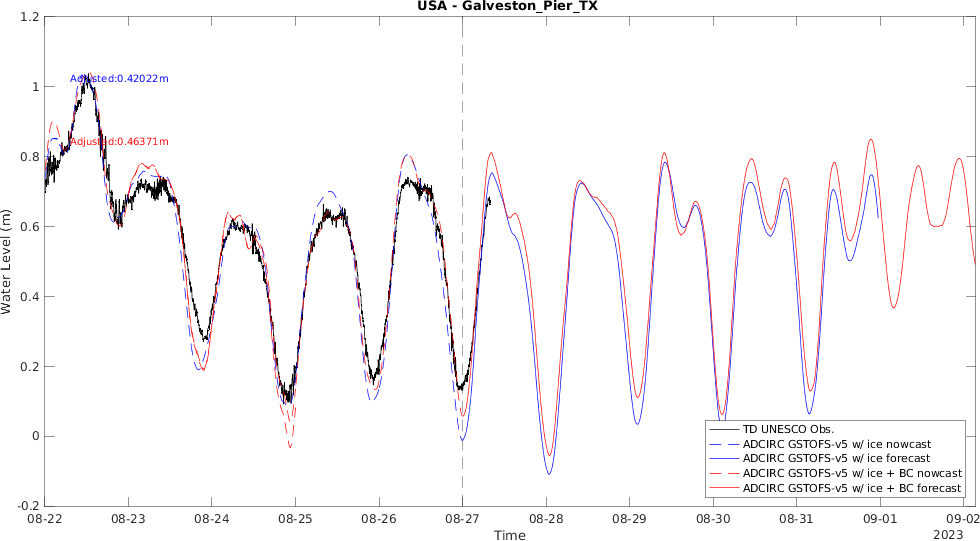 USA - Galveston_Pier_TX
1.2
1
0.8
0.6
0.4
0.2
0
-0.2
Water Level (m)
Adjusted:0.42022m
Adjusted:0.46371m
TD UNESCO Obs.
ADCIRC GSTOFS-v5 w/ ice nowcast
ADCIRC GSTOFS-v5 w/ ice forecast
ADCIRC GSTOFS-v5 w/ ice + BC nowcast
ADCIRC GSTOFS-v5 w/ ice + BC forecast
08-22 08-23 08-24 08-25 08-26 08-27 08-28 08-29 08-30 08-31 09-01 09-02
Time
2023